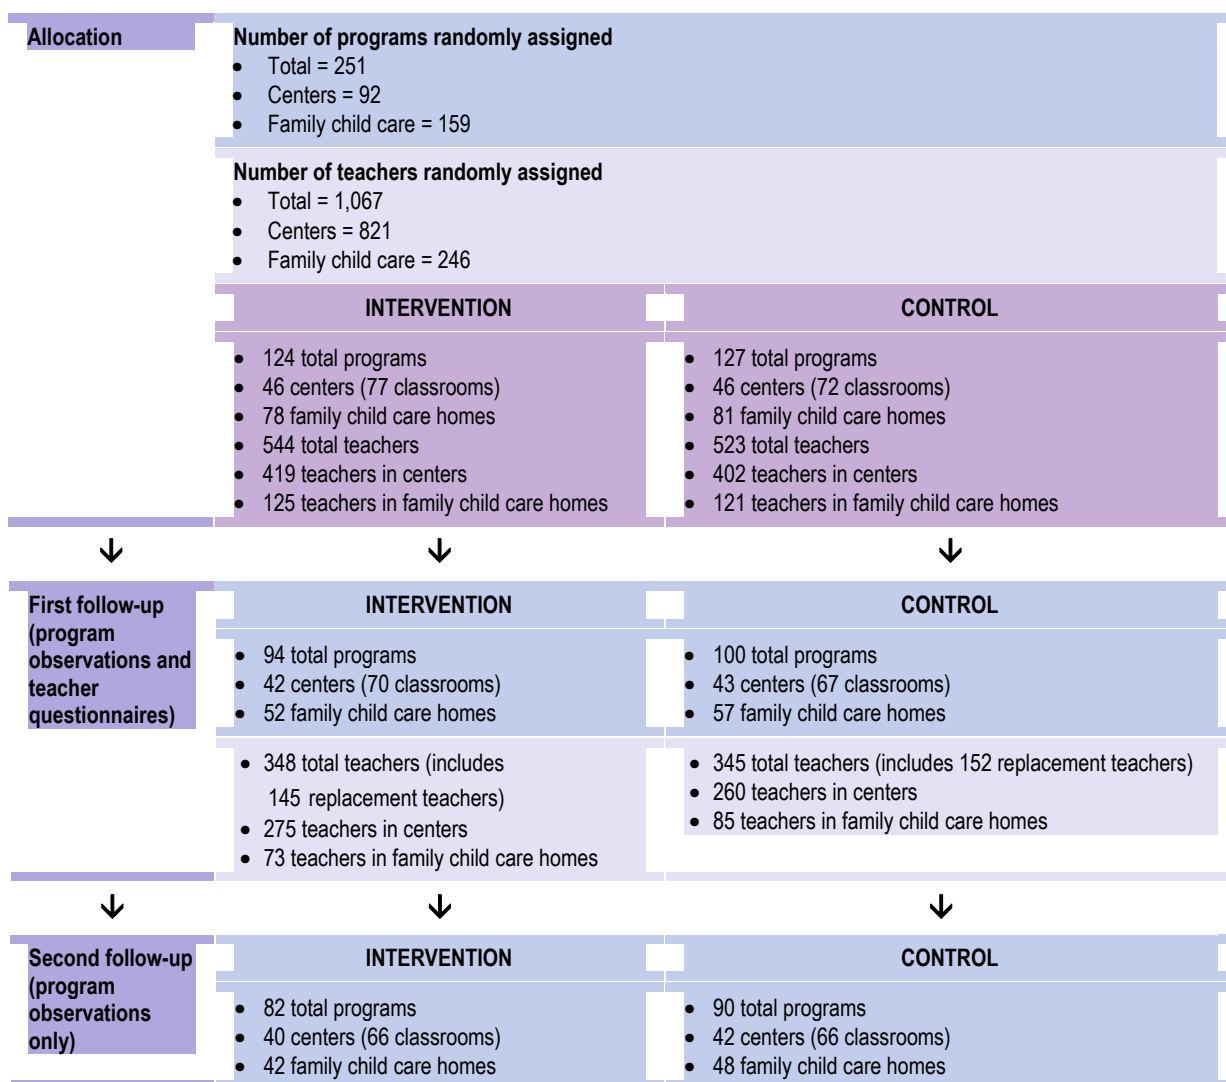 Allocation
Number of programs randomly assigned
• Total = 251
• Centers = 92
• Family child care = 159
Number of teachers randomly assigned
• Total = 1,067
• Centers = 821
• Family child care = 246
INTERVENTION
• 124 total programs
• 46 centers (77 classrooms)
• 78 family child care homes
• 544 total teachers
• 419 teachers in centers
• 125 teachers in family child care homes
CONTROL
• 127 total programs
• 46 centers (72 classrooms)
• 81 family child care homes
• 523 total teachers
• 402 teachers in centers
• 121 teachers in family child care homes
First follow-up
(program
observations and
teacher
questionnaires)
INTERVENTION
• 94 total programs
• 42 centers (70 classrooms)
• 52 family child care homes
• 348 total teachers (includes
145 replacement teachers)
• 275 teachers in centers
• 73 teachers in family child care homes
CONTROL
• 100 total programs
• 43 centers (67 classrooms)
• 57 family child care homes
• 345 total teachers (includes 152 replacement teachers)
• 260 teachers in centers
• 85 teachers in family child care homes
Second follow-up
(program
observations
only)
INTERVENTION
• 82 total programs
• 40 centers (66 classrooms)
• 42 family child care homes
CONTROL
• 90 total programs
• 42 centers (66 classrooms)
• 48 family child care homes